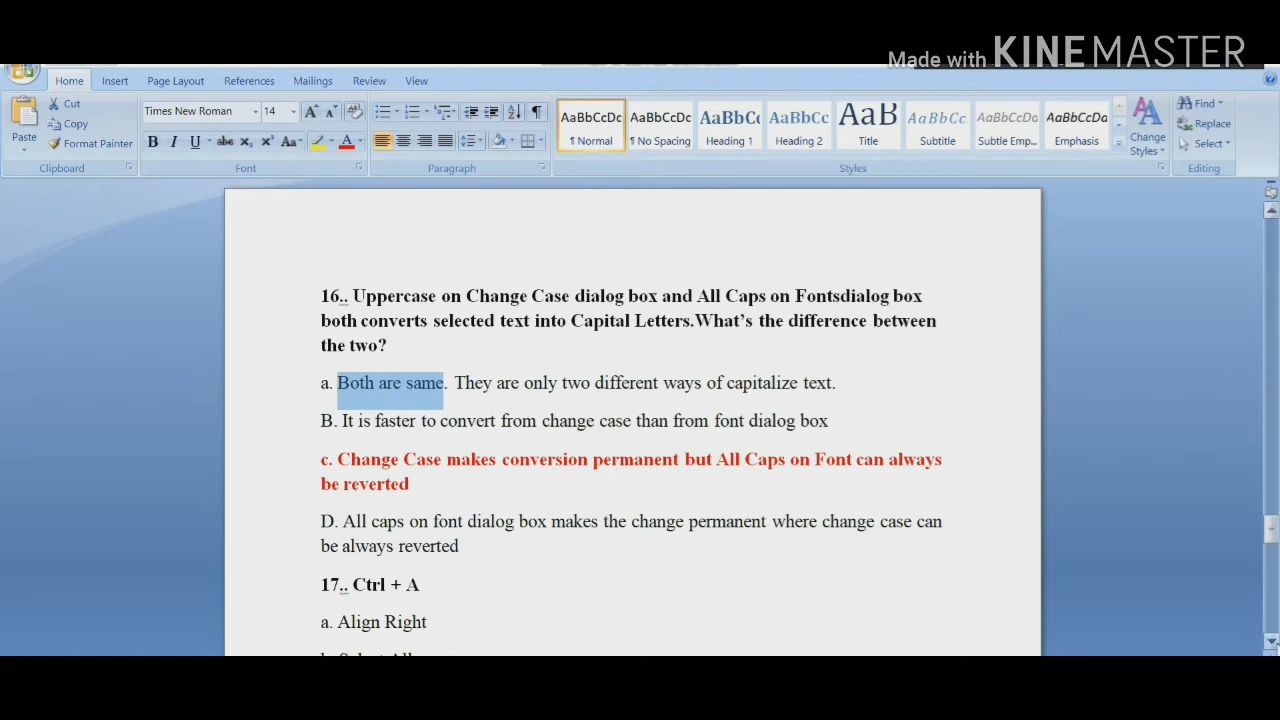 Made with KINEMASTER
Home Insert Page Layout References Mailings Review View
Cut
Copy
Format Painter
Paste
Clipboard
Times New Roman 14
B I U abc x₂ x² Aa A
Font
Paragraph
AaBbCcDc AaBbCcDc AaBbCc AaBbCc AaB AaBbCc. AaBbCcDc AaBbCcDc
¶ Normal ¶ No Spacing Heading 1 Heading 2 Title Subtitle Subtle Emp... Emphasis
Change
Styles
Styles
Find
Replace
Select
Editing
16.. Uppercase on Change Case dialog box and All Caps on Fontsdialog box
both converts selected text into Capital Letters.What's the difference between
the two?
a. Both are same. They are only two different ways of capitalize text.
B. It is faster to convert from change case than from font dialog box
c. Change Case makes conversion permanent but All Caps on Font can always
be reverted
D. All caps on font dialog box makes the change permanent where change case can
be always reverted
17.. Ctrl + A
a. Align Right